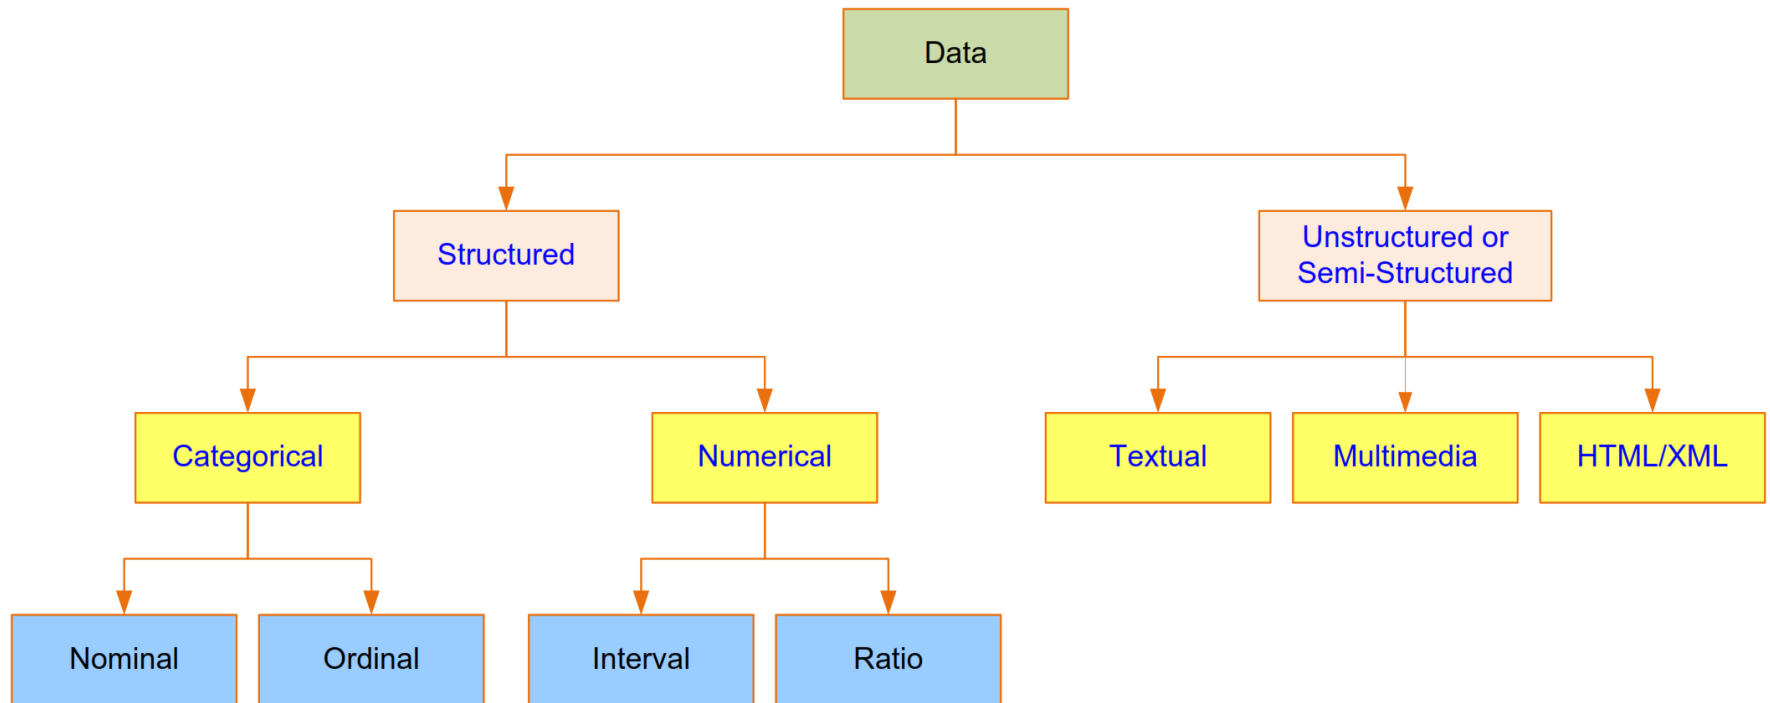 Data
Structured
Unstructured or
Semi-Structured
Categorical
Numerical
Textual
Multimedia
HTML/XML
Nominal
Ordinal
Interval
Ratio